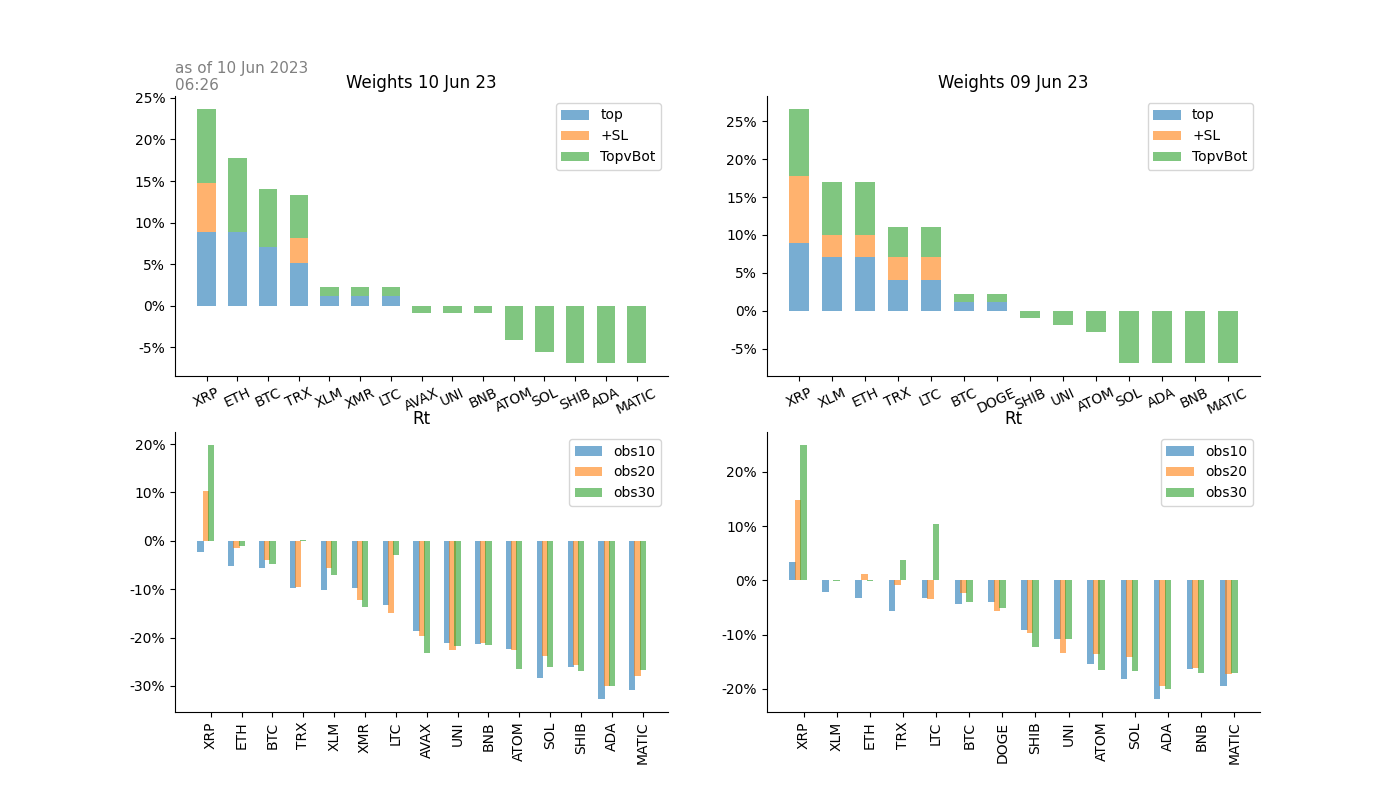 as of 10 Jun 2023
06:26
Weights 10 Jun 23
25%
20%
15%
10%
5%
0%
-5%
top
+SL
TopvBot
XRP ETH BTC TRX XLM XMR LTC AVAX UNI BNB ATOM SOL SHIB ADA MATIC
Weights 09 Jun 23
25%
20%
15%
10%
5%
0%
-5%
top
+SL
TopvBot
XRP XLM ETH TRX LTC BTC DOGE SHIB UNI ATOM SOL ADA BNB MATIC
Rt
20%
10%
0%
-10%
-20%
-30%
obs10
obs20
obs30
XRP ETH BTC TRX XLM XMR LTC AVAX UNI BNB ATOM SOL SHIB ADA MATIC
Rt
20%
10%
0%
-10%
-20%
obs10
obs20
obs30
XRP XLM ETH TRX LTC BTC DOGE SHIB UNI ATOM SOL ADA BNB MATIC